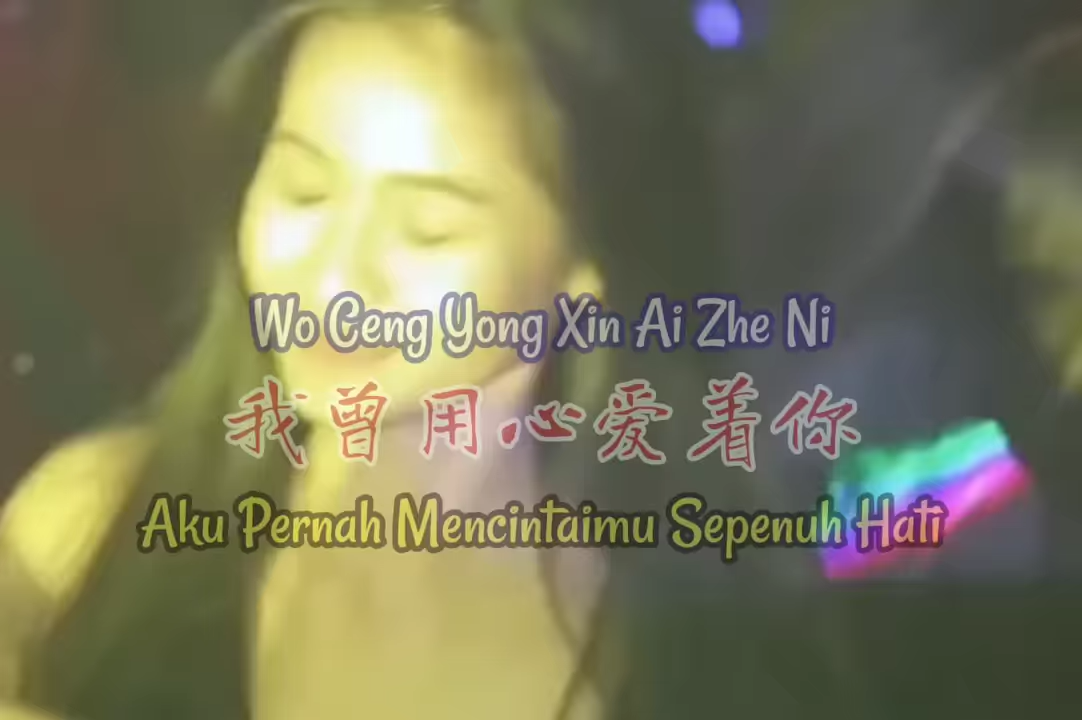 Wo Ceng Yong Xin Ai Zhe Ni
我曾用心爱着你
Aku Pernah Mencintaimu Sepenuh Hati